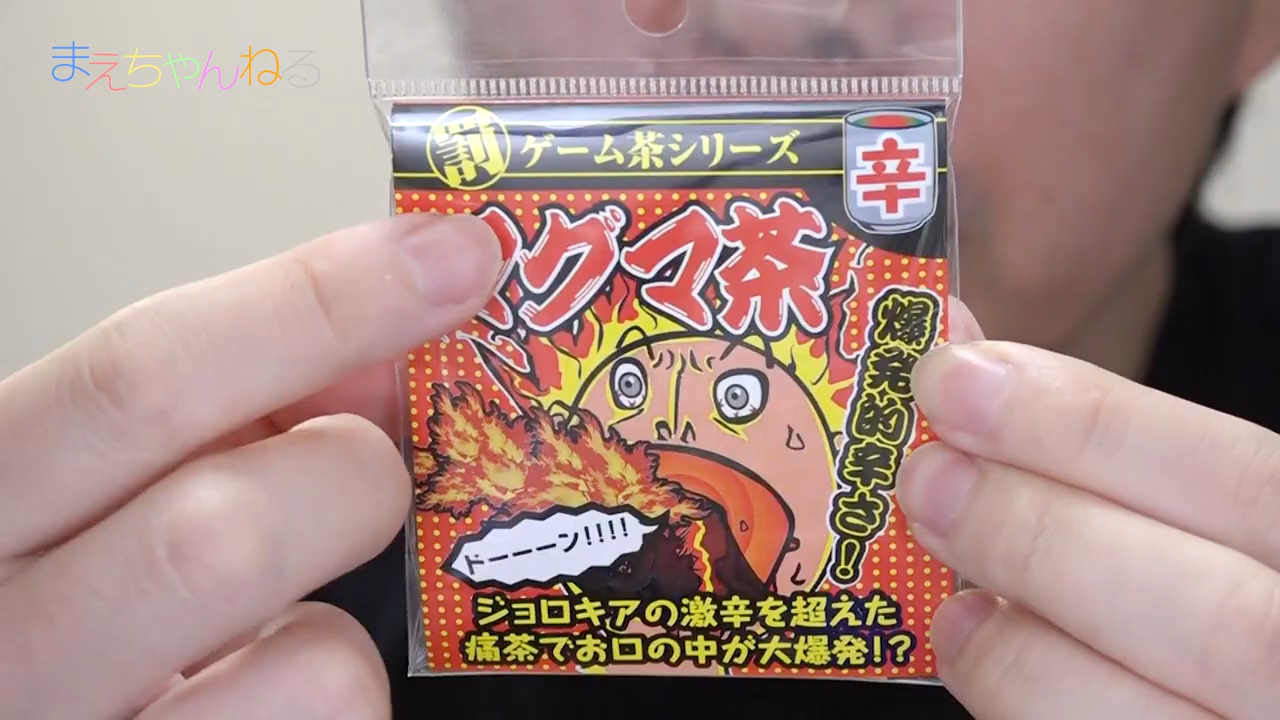 まえちゃんねる
罰ゲーム茶シリーズ
辛
マグマ茶
爆発的辛さ!
ドーーーン!!!!
ジョロキアの激辛を超えた
痛茶でお口の中が大爆発!?